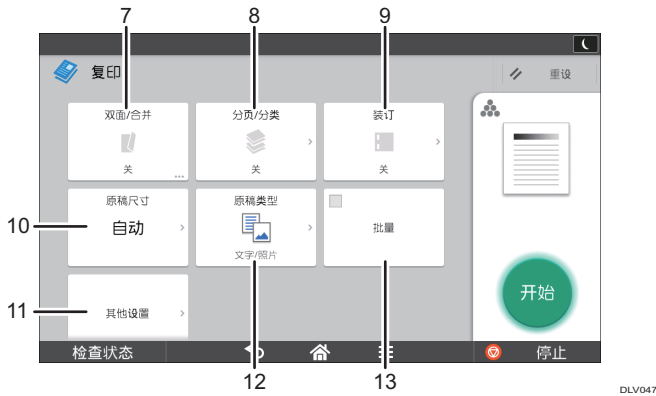 7 8 9
复印
重设
双面/合并 分页/分类 装订
关 关 关
原稿尺寸 原稿类型
10 自动 批量
文字/照片
开始
11 其他设置
检查状态 停止
12 13
DLV047